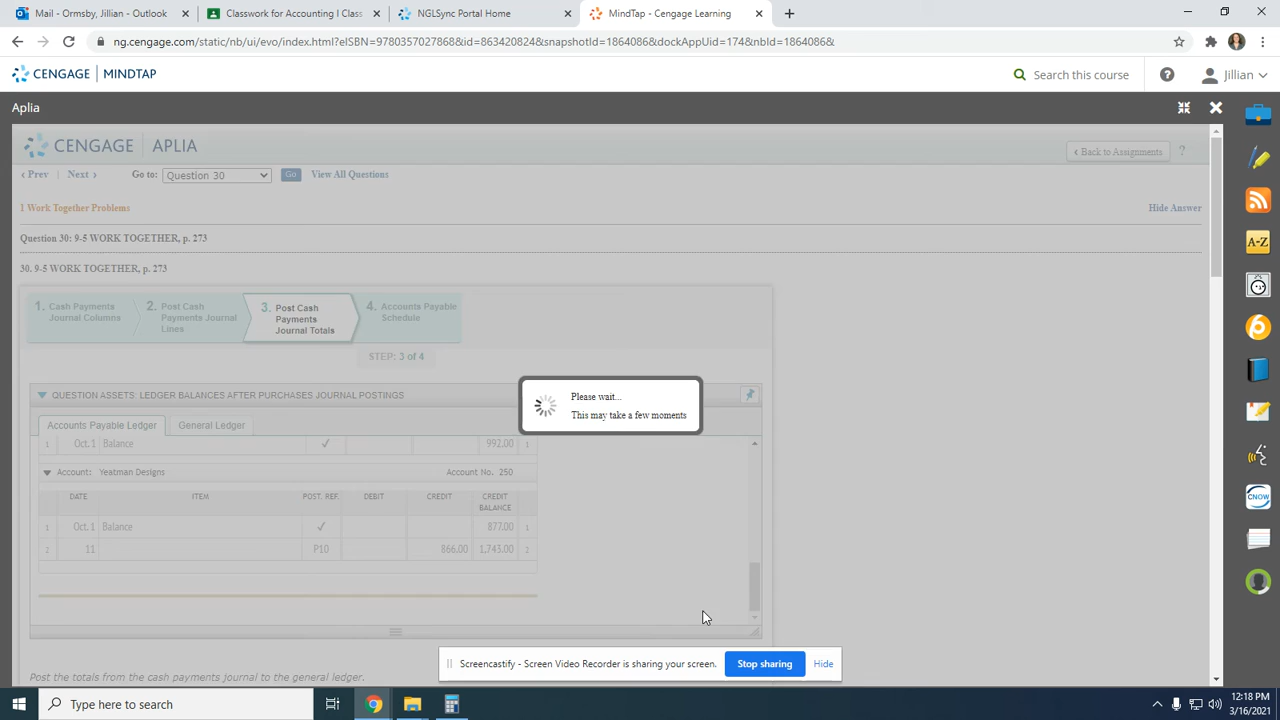 Mail - Ormsby, Jillian - Outlook
Classwork for Accounting I Class
NGLSync Portal Home
MindTap - Cengage Learning
ng.cengage.com/static/nb/ui/evo/index.html?eISBN=9780357027868&id=863420824&snapshotId=1864086&dockAppUid=174&nbId=1864086&
CENGAGE | MINDTAP
Search this course
Jillian
Aplia
CENGAGE | APLIA
Back to Assignments
?
Prev | Next
Go to: Question 30
Go
View All Questions
1 Work Together Problems
Hide Answer
Question 30: 9-5 WORK TOGETHER, p. 273
30. 9-5 WORK TOGETHER, p. 273
1. Cash Payments Journal Columns
2. Post Cash Payments Journal Lines
3. Post Cash Payments Journal Totals
4. Accounts Payable Schedule
STEP: 3 of 4
QUESTION ASSETS: LEDGER BALANCES AFTER PURCHASES JOURNAL POSTINGS
Please wait...
This may take a few moments
Accounts Payable Ledger
General Ledger
1 Oct. 1 Balance ✓ 992.00 1
Account: Yeatman Designs Account No. 250
DATE ITEM POST. REF. DEBIT CREDIT CREDIT BALANCE
1 Oct. 1 Balance ✓ 877.00 1
2 11 P10 866.00 1,743.00 2
Screencastify - Screen Video Recorder is sharing your screen.
Stop sharing
Hide
Post the totals of the cash payments journal to the general ledger.
A-Z
CNOW
Type here to search
12:18 PM
3/16/2021